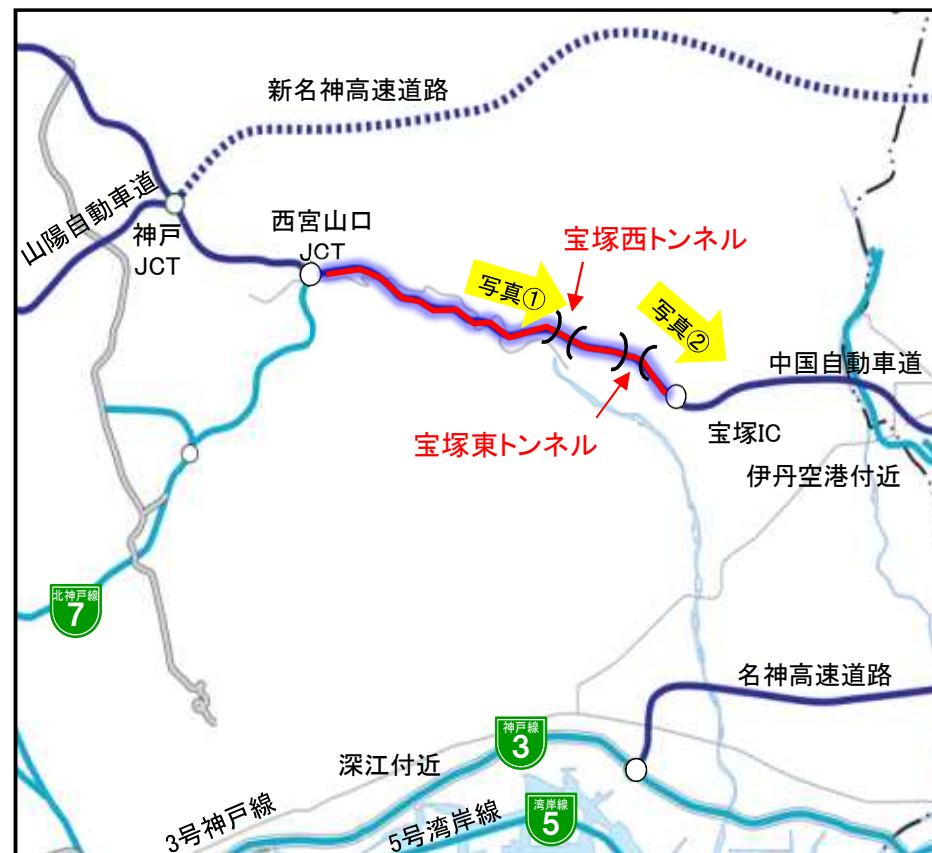 新名神高速道路
山陽自動車道
神戸
JCT
西宮山口
JCT
写真①
宝塚西トンネル
写真②
中国自動車道
宝塚東トンネル
宝塚IC
伊丹空港付近
北神戸線
7
名神高速道路
神戸線
3
深江付近
3号神戸線
5号湾岸線
湾岸線
5